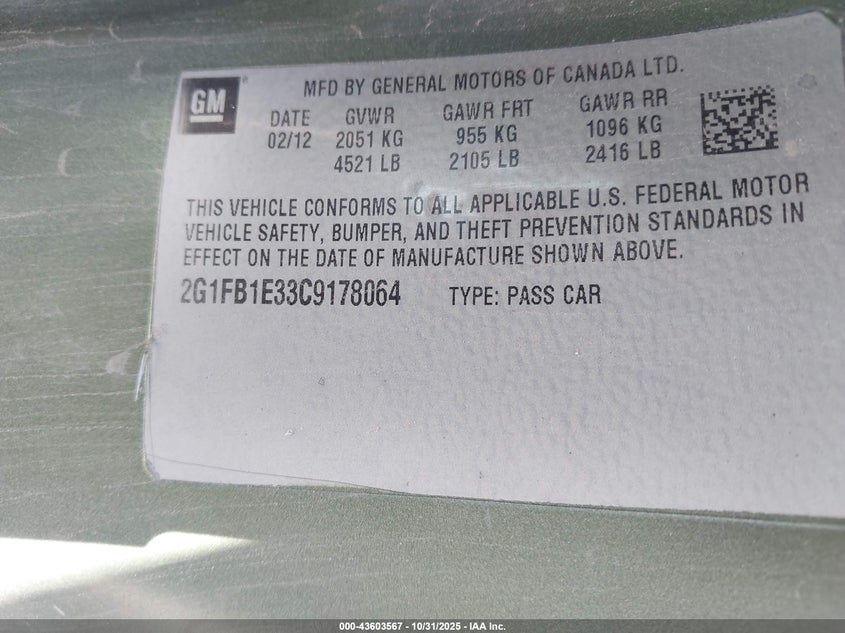 GM
MFD BY GENERAL MOTORS OF CANADA LTD.
DATE GVWR GAWR FRT GAWR RR
02/12 2051 KG 955 KG 1096 KG
4521 LB 2105 LB 2416 LB
THIS VEHICLE CONFORMS TO ALL APPLICABLE U.S. FEDERAL MOTOR
VEHICLE SAFETY, BUMPER, AND THEFT PREVENTION STANDARDS IN
EFFECT ON THE DATE OF MANUFACTURE SHOWN ABOVE.
2G1FB1E33C9178064 TYPE: PASS CAR
000-43603567 - 10/31/2025 - IAA Inc.